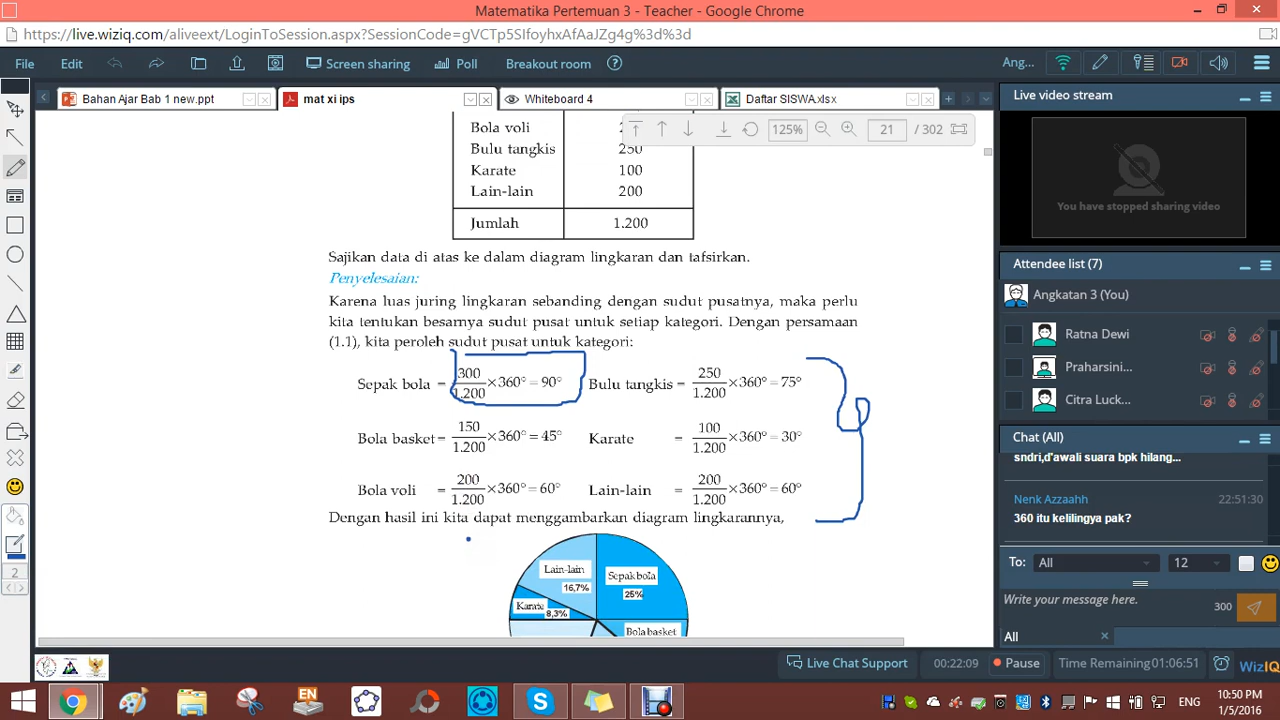 Matematika Pertemuan 3 - Teacher - Google Chrome
https://live.wiziq.com/aliveext/LoginToSession.aspx?SessionCode=gVCTp5SIfoyhxAfAaJZg4g%3d%3d
File Edit Screen sharing Poll Breakout room Ang...
Bahan Ajar Bab 1 new.ppt mat xi ips Whiteboard 4 Daftar SISWA.xlsx
125% 21 / 302
Bola voli
Bulu tangkis 250
Karate 100
Lain-lain 200
Jumlah 1.200
Sajikan data di atas ke dalam diagram lingkaran dan tafsirkan.
Penyelesaian:
Karena luas juring lingkaran sebanding dengan sudut pusatnya, maka perlu
kita tentukan besarnya sudut pusat untuk setiap kategori. Dengan persamaan
(1.1), kita peroleh sudut pusat untuk kategori:
Sepak bola = 300/1.200 × 360° = 90° Bulu tangkis = 250/1.200 × 360° = 75°
Bola basket = 150/1.200 × 360° = 45° Karate = 100/1.200 × 360° = 30°
Bola voli = 200/1.200 × 360° = 60° Lain-lain = 200/1.200 × 360° = 60°
Dengan hasil ini kita dapat menggambarkan diagram lingkarannya,
Lain-lain
16,7%
Sepak bola
25%
Karate
8,3%
Bola basket
2
Live video stream
You have stopped sharing video
Attendee list (7)
Angkatan 3 (You)
Ratna Dewi
Praharsini...
Citra Luck...
Chat (All)
sndri,d'awali suara bpk hilang...
Nenk Azzaahh 22:51:30
360 itu kelilingya pak?
To: All 12
Write your message here. 300
All
Live Chat Support 00:22:09 Pause Time Remaining 01:06:51 WizIQ
EN
ENG
10:50 PM
1/5/2016